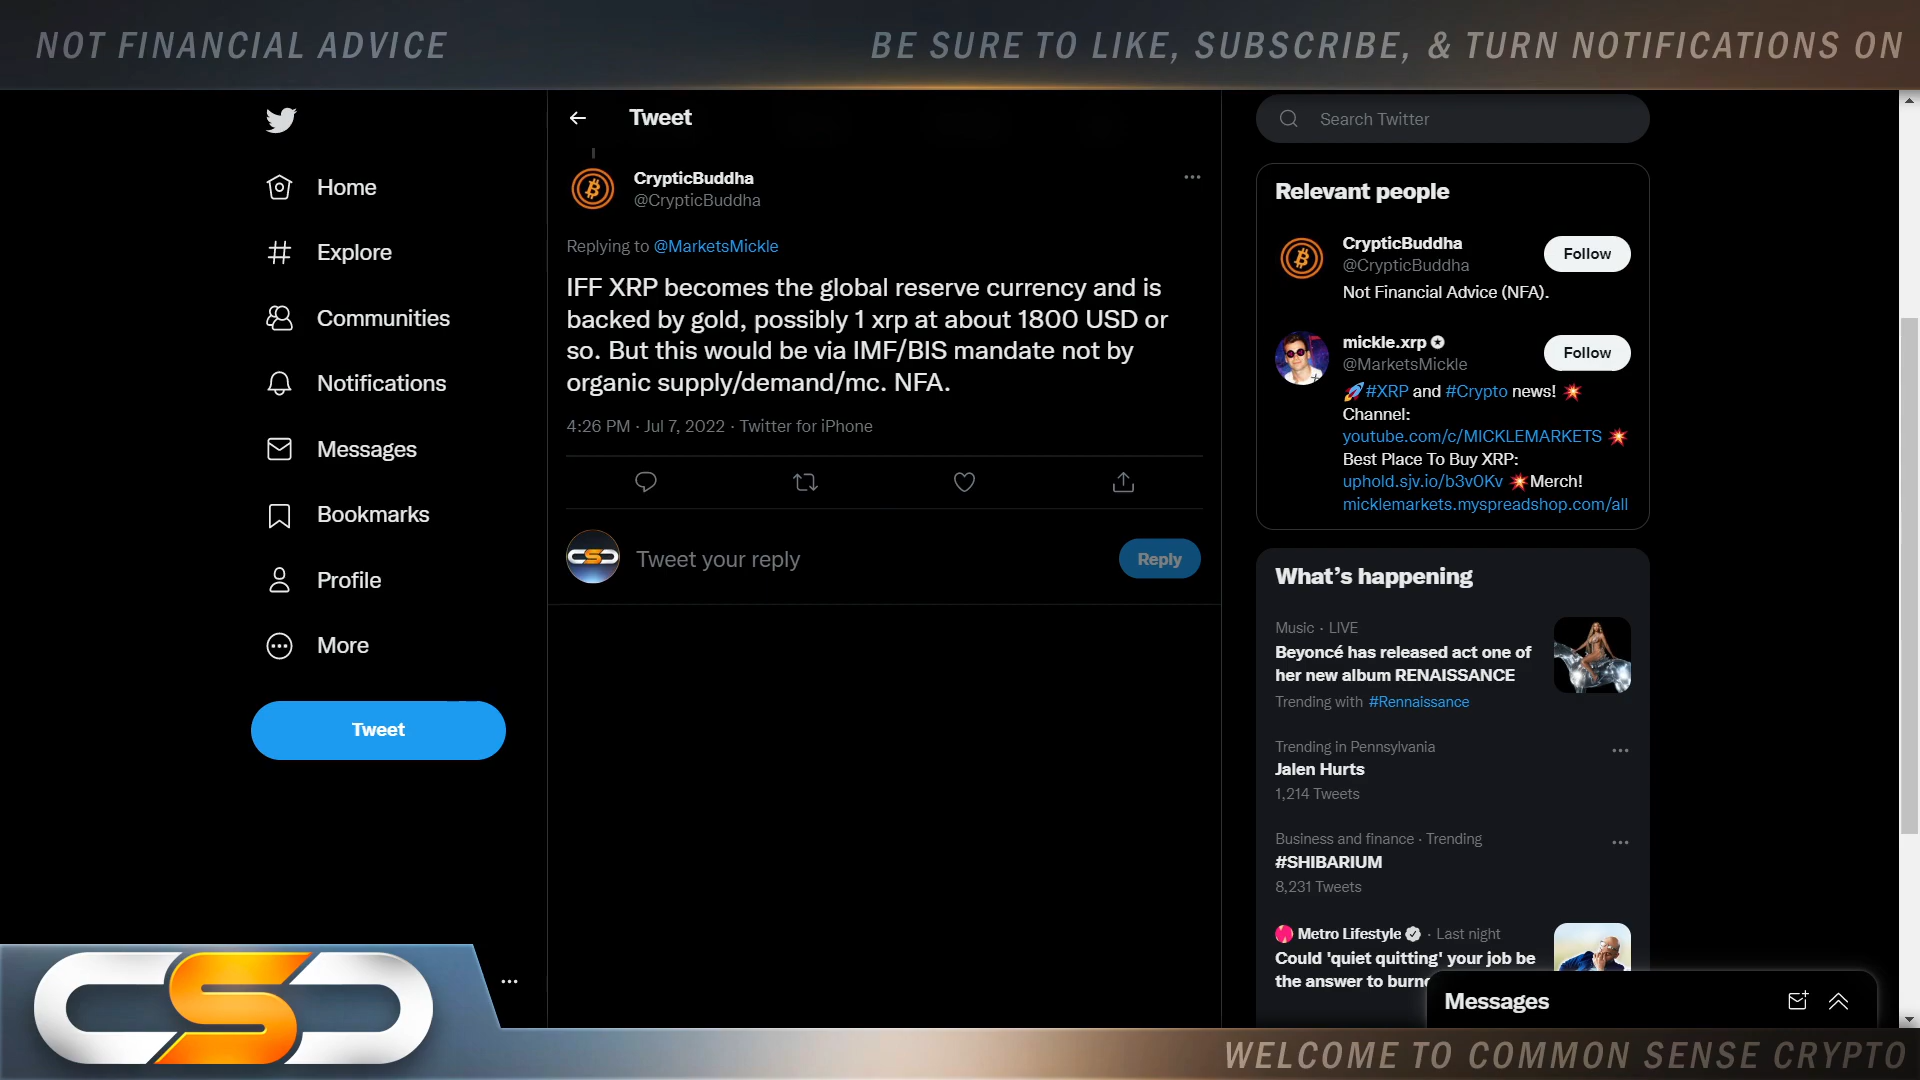 NOT FINANCIAL ADVICE
BE SURE TO LIKE, SUBSCRIBE, & TURN NOTIFICATIONS ON
Home
Explore
Communities
Notifications
Messages
Bookmarks
Profile
More
Tweet
Tweet
CrypticBuddha
@CrypticBuddha
Replying to @MarketsMickle
IFF XRP becomes the global reserve currency and is
backed by gold, possibly 1 xrp at about 1800 USD or
so. But this would be via IMF/BIS mandate not by
organic supply/demand/mc. NFA.
4:26 PM · Jul 7, 2022 · Twitter for iPhone
Tweet your reply
Reply
Search Twitter
Relevant people
CrypticBuddha
@CrypticBuddha
Follow
Not Financial Advice (NFA).
mickle.xrp
@MarketsMickle
Follow
🚀#XRP and #Crypto news! 💥
Channel:
youtube.com/c/MICKLEMARKETS 💥
Best Place To Buy XRP:
uphold.sjv.io/b3v0Kv 💥Merch!
micklemarkets.myspreadshop.com/all
What's happening
Music · LIVE
Beyoncé has released act one of
her new album RENAISSANCE
Trending with #Rennaissance
Trending in Pennsylvania
Jalen Hurts
1,214 Tweets
Business and finance · Trending
#SHIBARIUM
8,231 Tweets
Metro Lifestyle · Last night
Could 'quiet quitting' your job be
the answer to
Messages
CSC
WELCOME TO COMMON SENSE CRYPTO